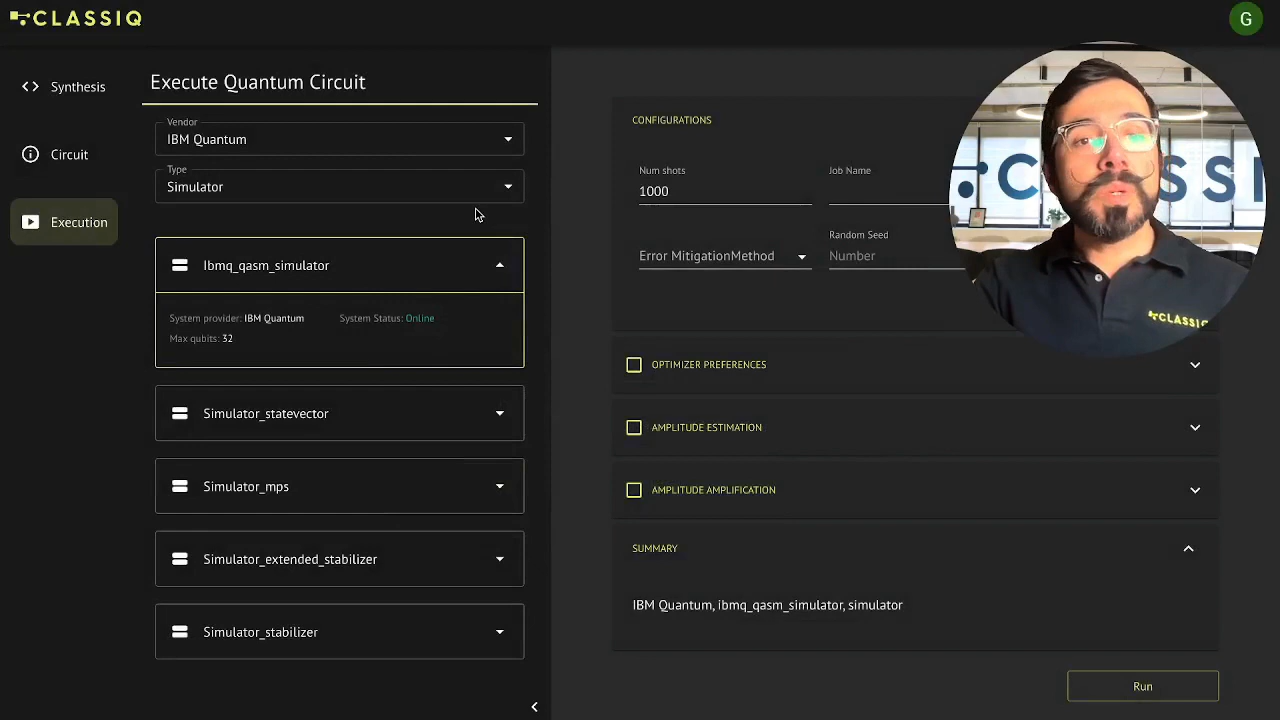 CLASSIQ
G
Synthesis
Circuit
Execution
Execute Quantum Circuit
Vendor
IBM Quantum
Type
Simulator
Ibmq_qasm_simulator
System provider: IBM Quantum
System Status: Online
Max qubits: 32
Simulator_statevector
Simulator_mps
Simulator_extended_stabilizer
Simulator_stabilizer
CONFIGURATIONS
Num shots
1000
Job Name
Error MitigationMethod
Random Seed
Number
CLASSIQ
OPTIMIZER PREFERENCES
AMPLITUDE ESTIMATION
AMPLITUDE AMPLIFICATION
SUMMARY
IBM Quantum, ibmq_qasm_simulator, simulator
Run